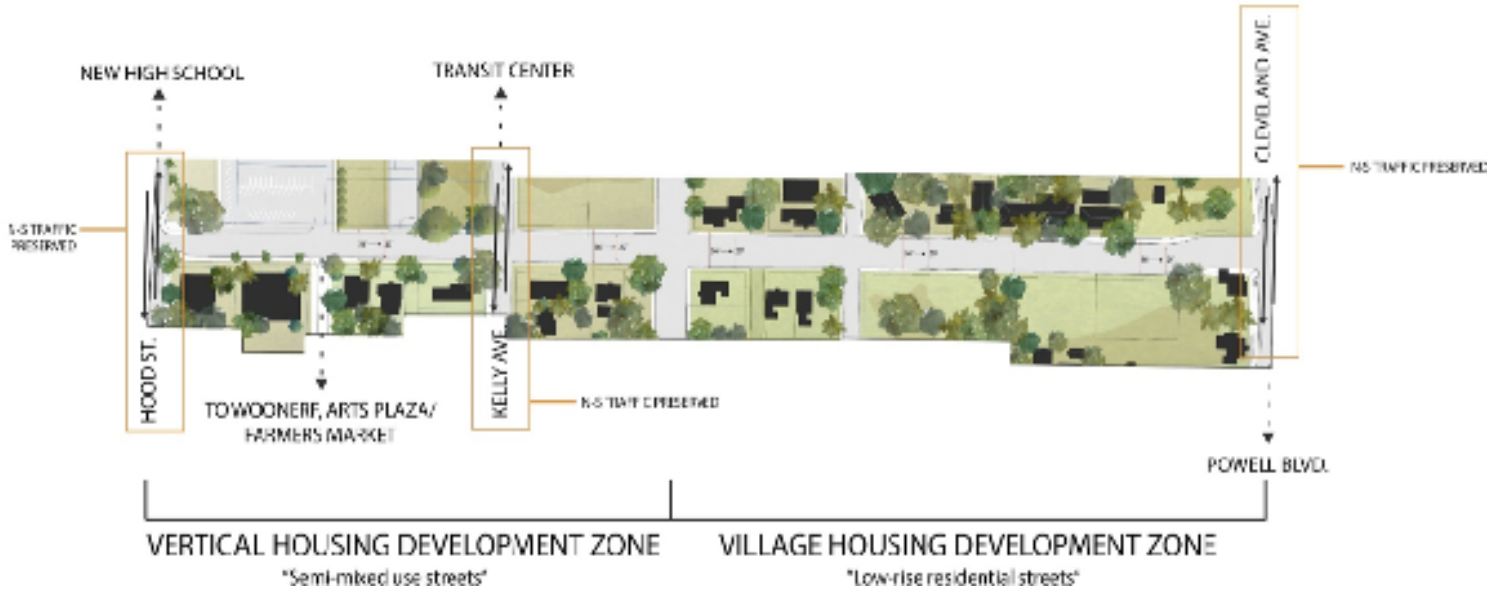 NEW HIGH SCHOOL
TRANSIT CENTER
CLEVELAND AVE.
N-S TRAFFIC PRESERVED
N-S TRAFFIC
PRESERVED
HOOD ST.
KELLY AVE.
N-S TRAFFIC PRESERVED
TO WOONERF, ARTS PLAZA/
FARMERS MARKET
POWELL BLVD.
VERTICAL HOUSING DEVELOPMENT ZONE
"Semi-mixed use streets"
VILLAGE HOUSING DEVELOPMENT ZONE
"Low-rise residential streets"